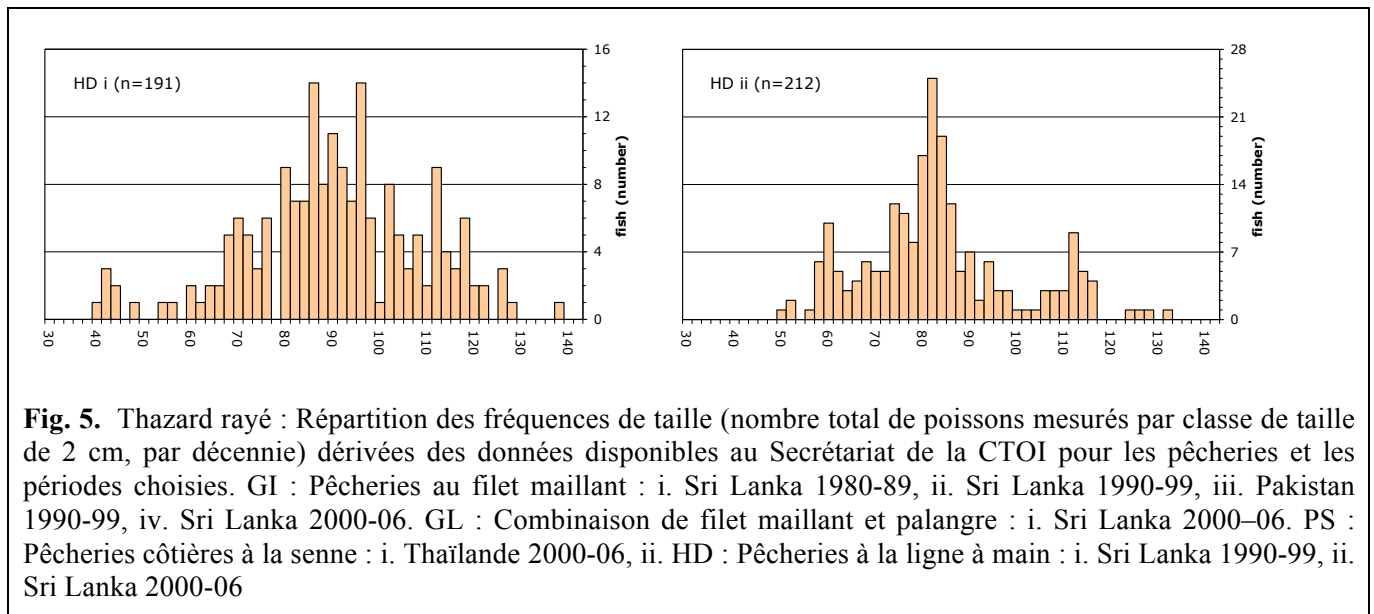 HD i (n=191)
16
12
8
4
0
fish (number)
30 40 50 60 70 80 90 100 110 120 130 140
HD ii (n=212)
28
21
14
7
0
fish (number)
30 40 50 60 70 80 90 100 110 120 130 140
Fig. 5. Thazard rayé : Répartition des fréquences de taille (nombre total de poissons mesurés par classe de taille
de 2 cm, par décennie) dérivées des données disponibles au Secrétariat de la CTOI pour les pêcheries et les
périodes choisies. GI : Pêcheries au filet maillant : i. Sri Lanka 1980-89, ii. Sri Lanka 1990-99, iii. Pakistan
1990-99, iv. Sri Lanka 2000-06. GL : Combinaison de filet maillant et palangre : i. Sri Lanka 2000–06. PS :
Pêcheries côtières à la senne : i. Thaïlande 2000-06, ii. HD : Pêcheries à la ligne à main : i. Sri Lanka 1990-99, ii.
Sri Lanka 2000-06